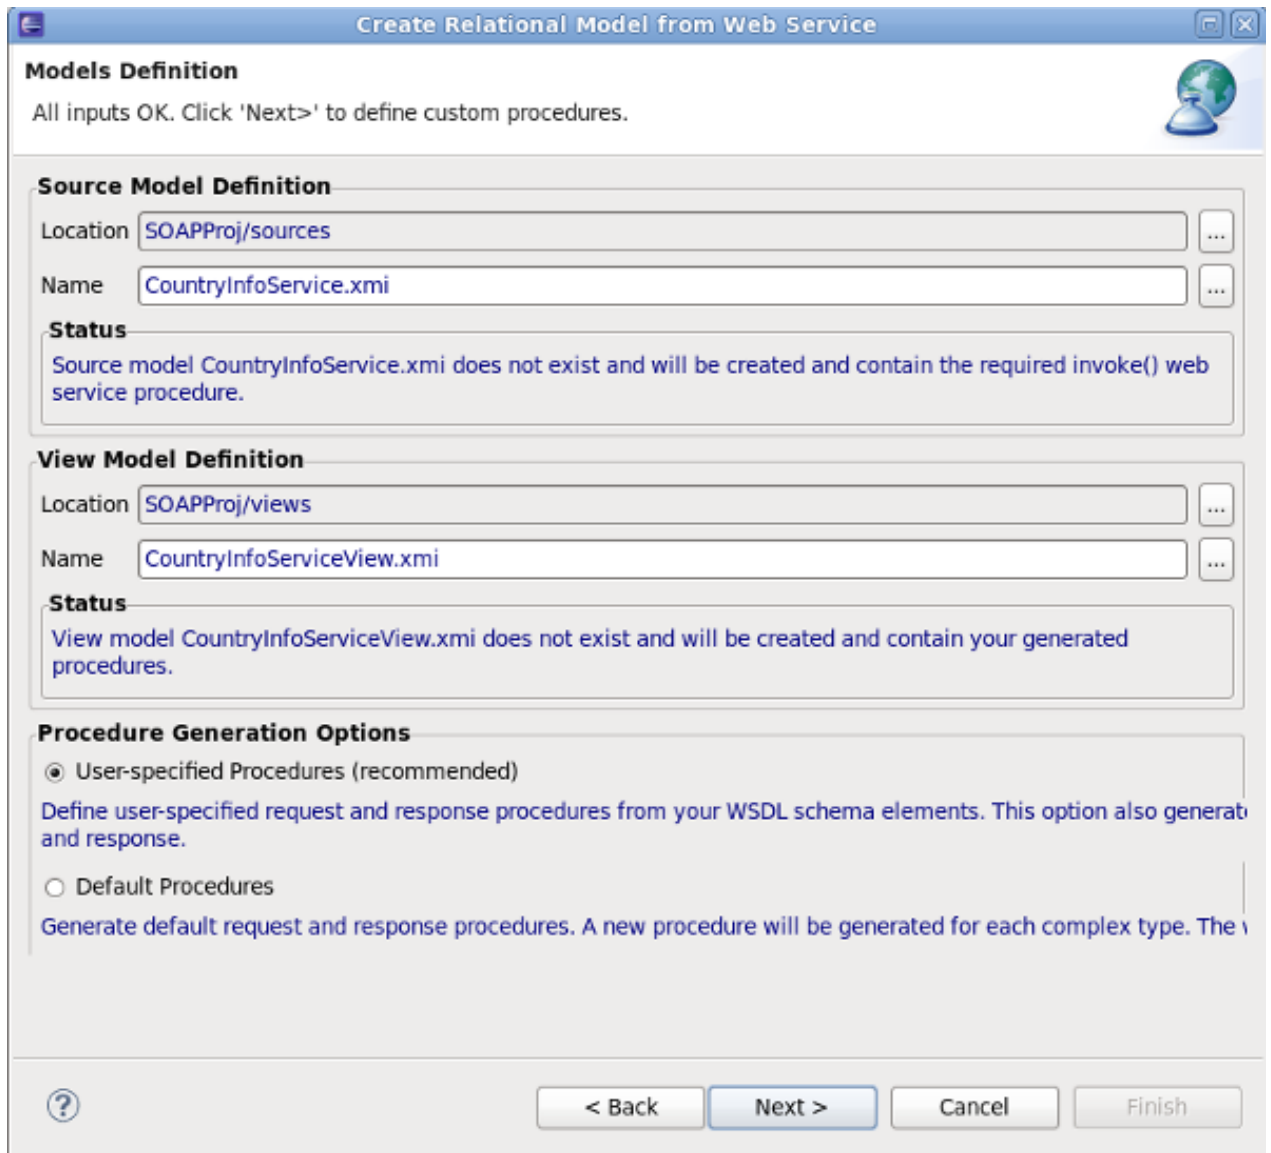 Create Relational Model from Web Service
Models Definition
All inputs OK. Click 'Next>' to define custom procedures.
Source Model Definition
Location SOAPProj/sources ...
Name CountryInfoService.xmi ...
Status
Source model CountryInfoService.xmi does not exist and will be created and contain the required invoke() web
service procedure.
View Model Definition
Location SOAPProj/views ...
Name CountryInfoServiceView.xmi ...
Status
View model CountryInfoServiceView.xmi does not exist and will be created and contain your generated
procedures.
Procedure Generation Options
User-specified Procedures (recommended)
Define user-specified request and response procedures from your WSDL schema elements. This option also generat
and response.
Default Procedures
Generate default request and response procedures. A new procedure will be generated for each complex type. The
? < Back Next > Cancel Finish